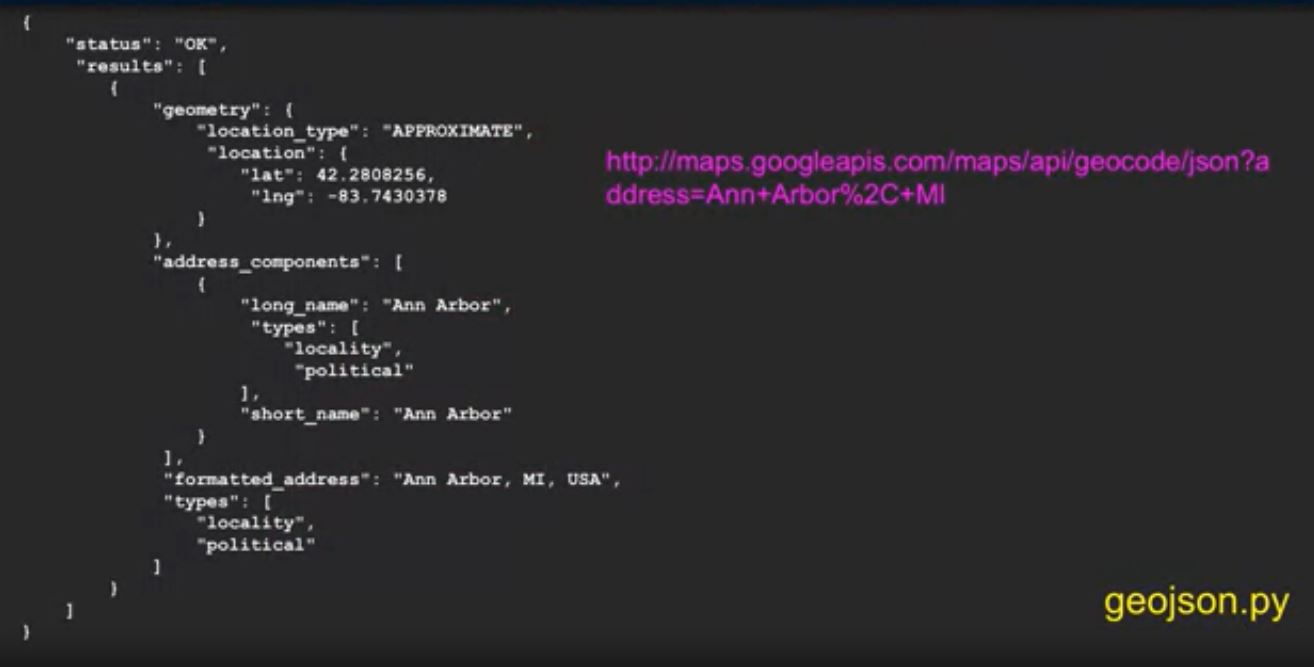 {
"status": "OK",
"results": [
{
"geometry": {
"location_type": "APPROXIMATE",
"location": {
"lat": 42.2808256,
"lng": -83.7430378
}
},
"address_components": [
{
"long_name": "Ann Arbor",
"types": [
"locality",
"political"
],
"short_name": "Ann Arbor"
}
],
"formatted_address": "Ann Arbor, MI, USA",
"types": [
"locality",
"political"
]
}
]
}
http://maps.googleapis.com/maps/api/geocode/json?a
ddress=Ann+Arbor%2C+MI
geojson.py